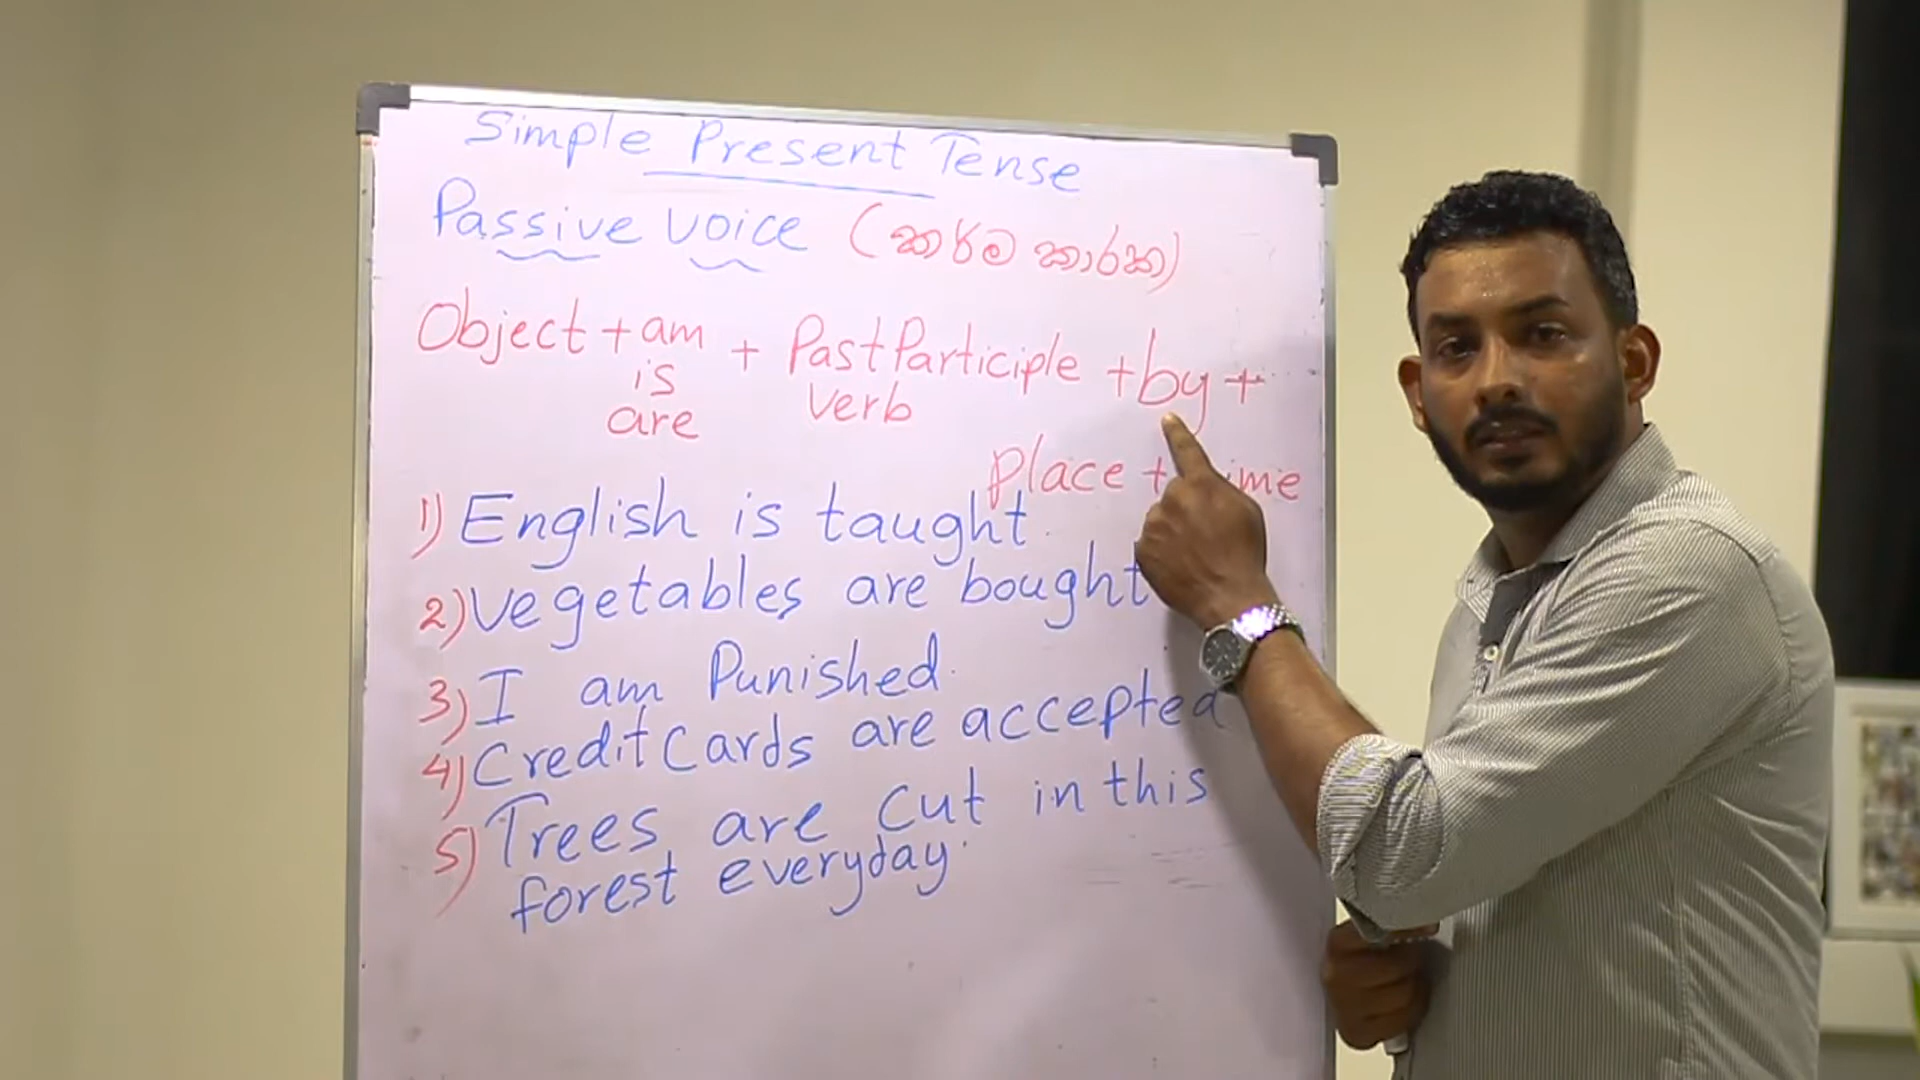 Simple Present Tense
Passive voice (කර්ම කාරක)
Object + am + Past Participle + by +
is verb
are
place + time
1) English is taught.
2) Vegetables are bought
3) I am Punished.
4) Credit Cards are accepted
5) Trees are cut in this
forest everyday.